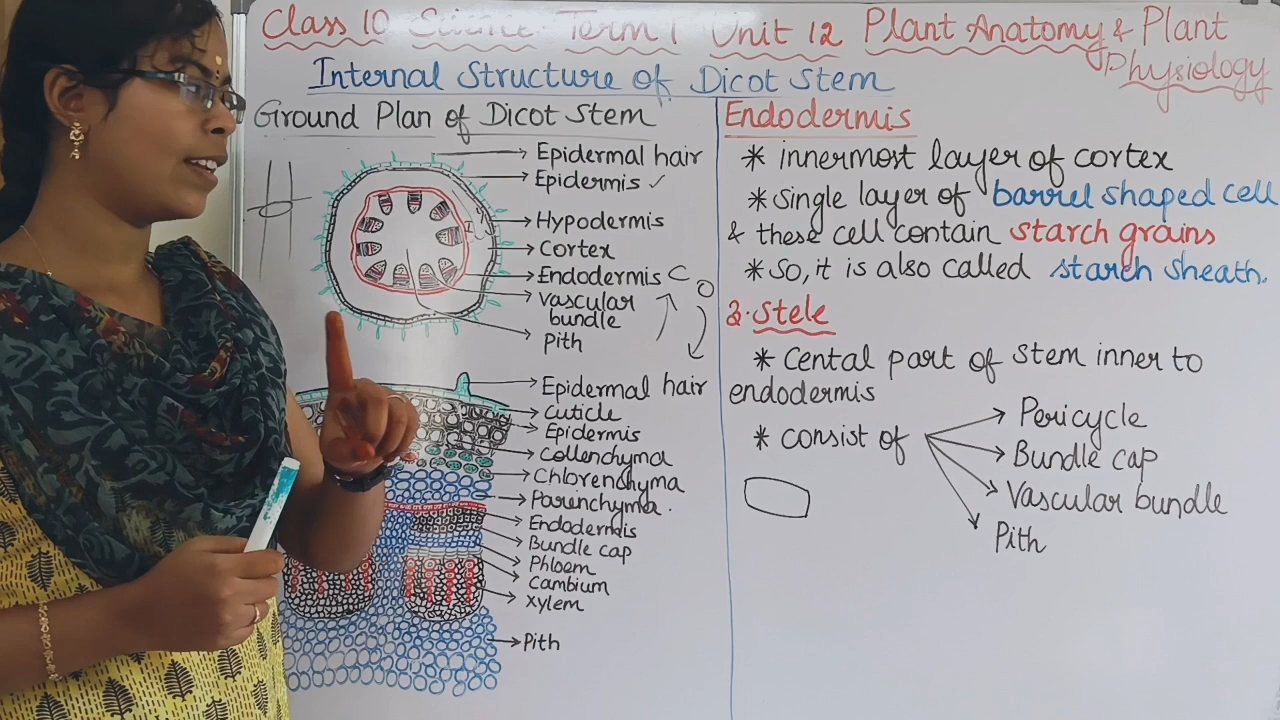 Class 10 Science Term 1 Unit 12 Plant Anatomy & Plant
Physiology
Internal Structure of Dicot Stem
Ground Plan of Dicot Stem
Epidermal hair
Epidermis ✓
Hypodermis
Cortex
Endodermis
Vascular
bundle
Pith
Epidermal hair
Cuticle
Epidermis
Collenchyma
Chlorenchyma
Parenchyma.
Endodermis
Bundle cap
Phloem
Cambium
Xylem
Pith
Endodermis
* innermost layer of cortex
* single layer of barrel shaped cell
& these cell contain starch grains
* So, it is also called starch sheath.
3. Stele
* Cental part of Stem inner to
endodermis
* consist of
Pericycle
Bundle cap
Vascular bundle
Pith